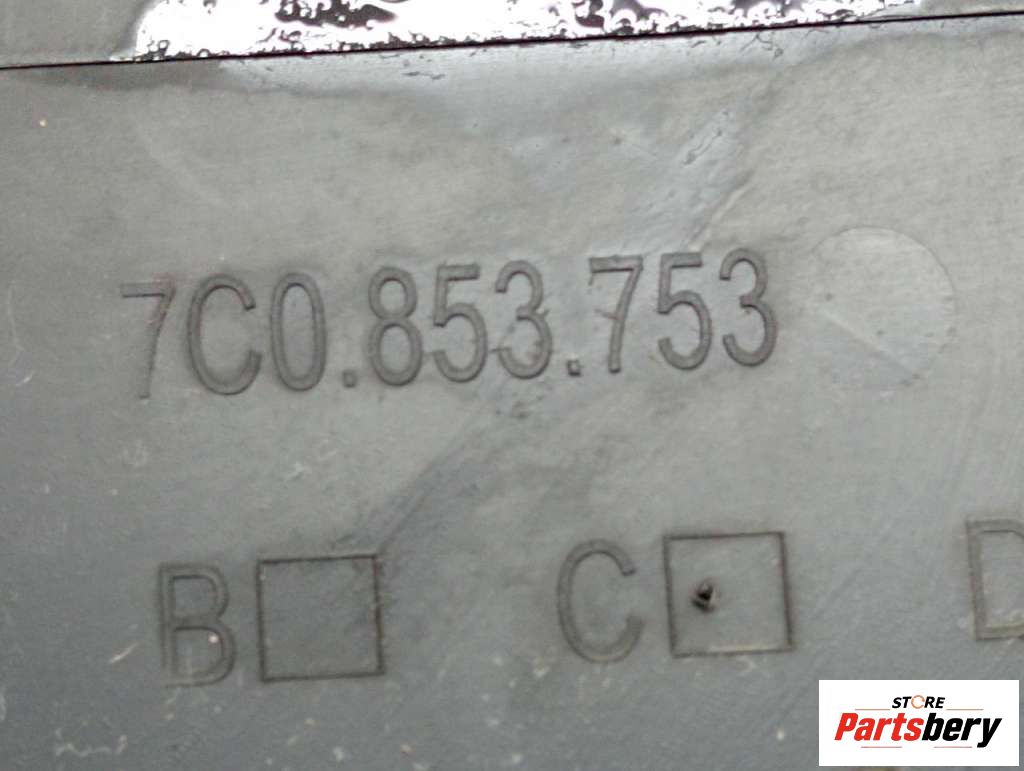 7C0.853.753
B C D
STORE
Partsbery